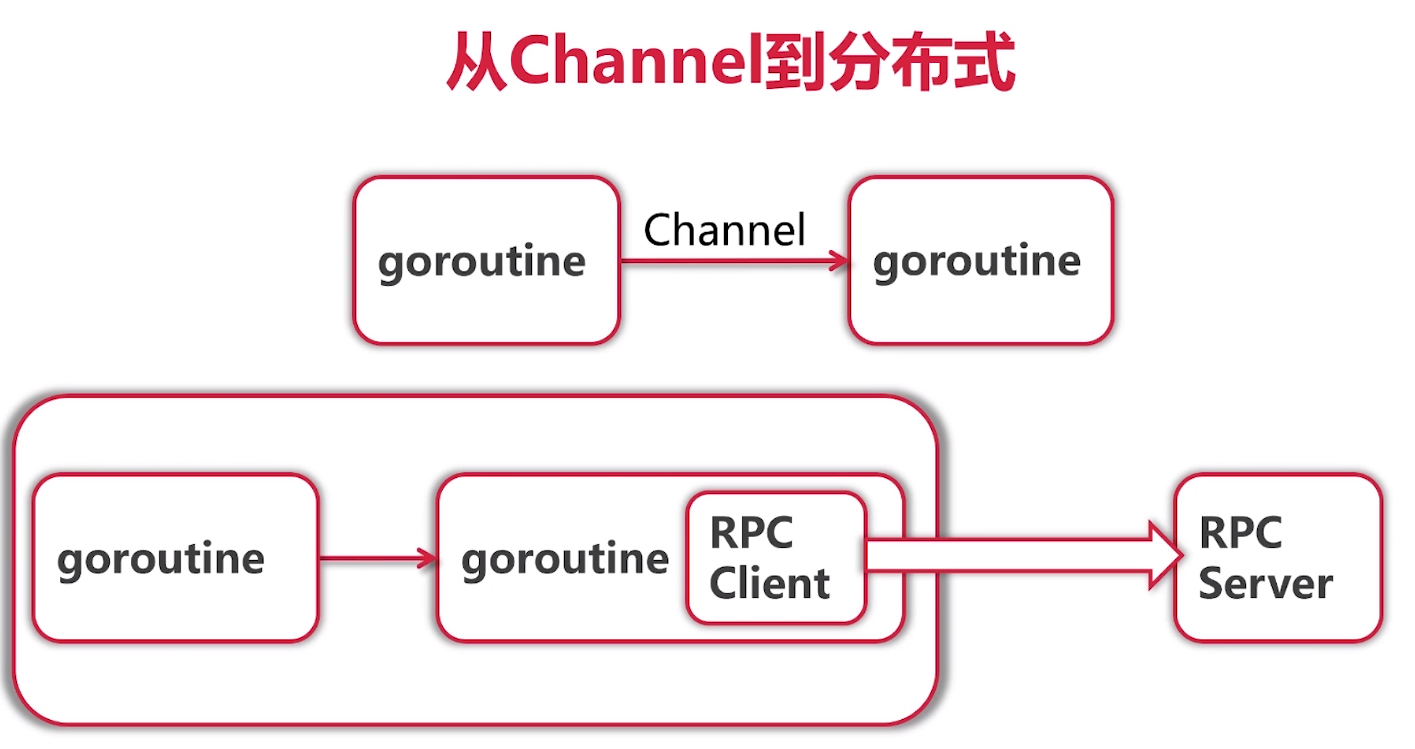 从Channel到分布式
goroutine
Channel
goroutine
goroutine
goroutine
RPC
Client
RPC
Server